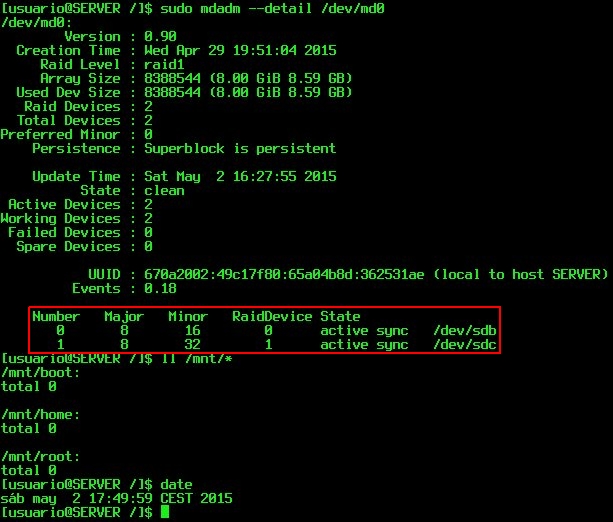 [usuario@SERVER /]$ sudo mdadm --detail /dev/md0
/dev/md0:
Version : 0.90
Creation Time : Wed Apr 29 19:51:04 2015
Raid Level : raid1
Array Size : 8388544 (8.00 GiB 8.59 GB)
Used Dev Size : 8388544 (8.00 GiB 8.59 GB)
Raid Devices : 2
Total Devices : 2
Preferred Minor : 0
Persistence : Superblock is persistent
Update Time : Sat May  2 16:27:55 2015
State : clean
Active Devices : 2
Working Devices : 2
Failed Devices : 0
Spare Devices : 0
UUID : 670a2002:49c17f80:65a04b8d:362531ae (local to host SERVER)
Events : 0.18
Number   Major   Minor   RaidDevice State
0       8       16        0      active sync   /dev/sdb
1       8       32        1      active sync   /dev/sdc
[usuario@SERVER /]$ ll /mnt/*
/mnt/boot:
total 0
/mnt/home:
total 0
/mnt/root:
total 0
[usuario@SERVER /]$ date
sáb may  2 17:49:59 CEST 2015
[usuario@SERVER /]$